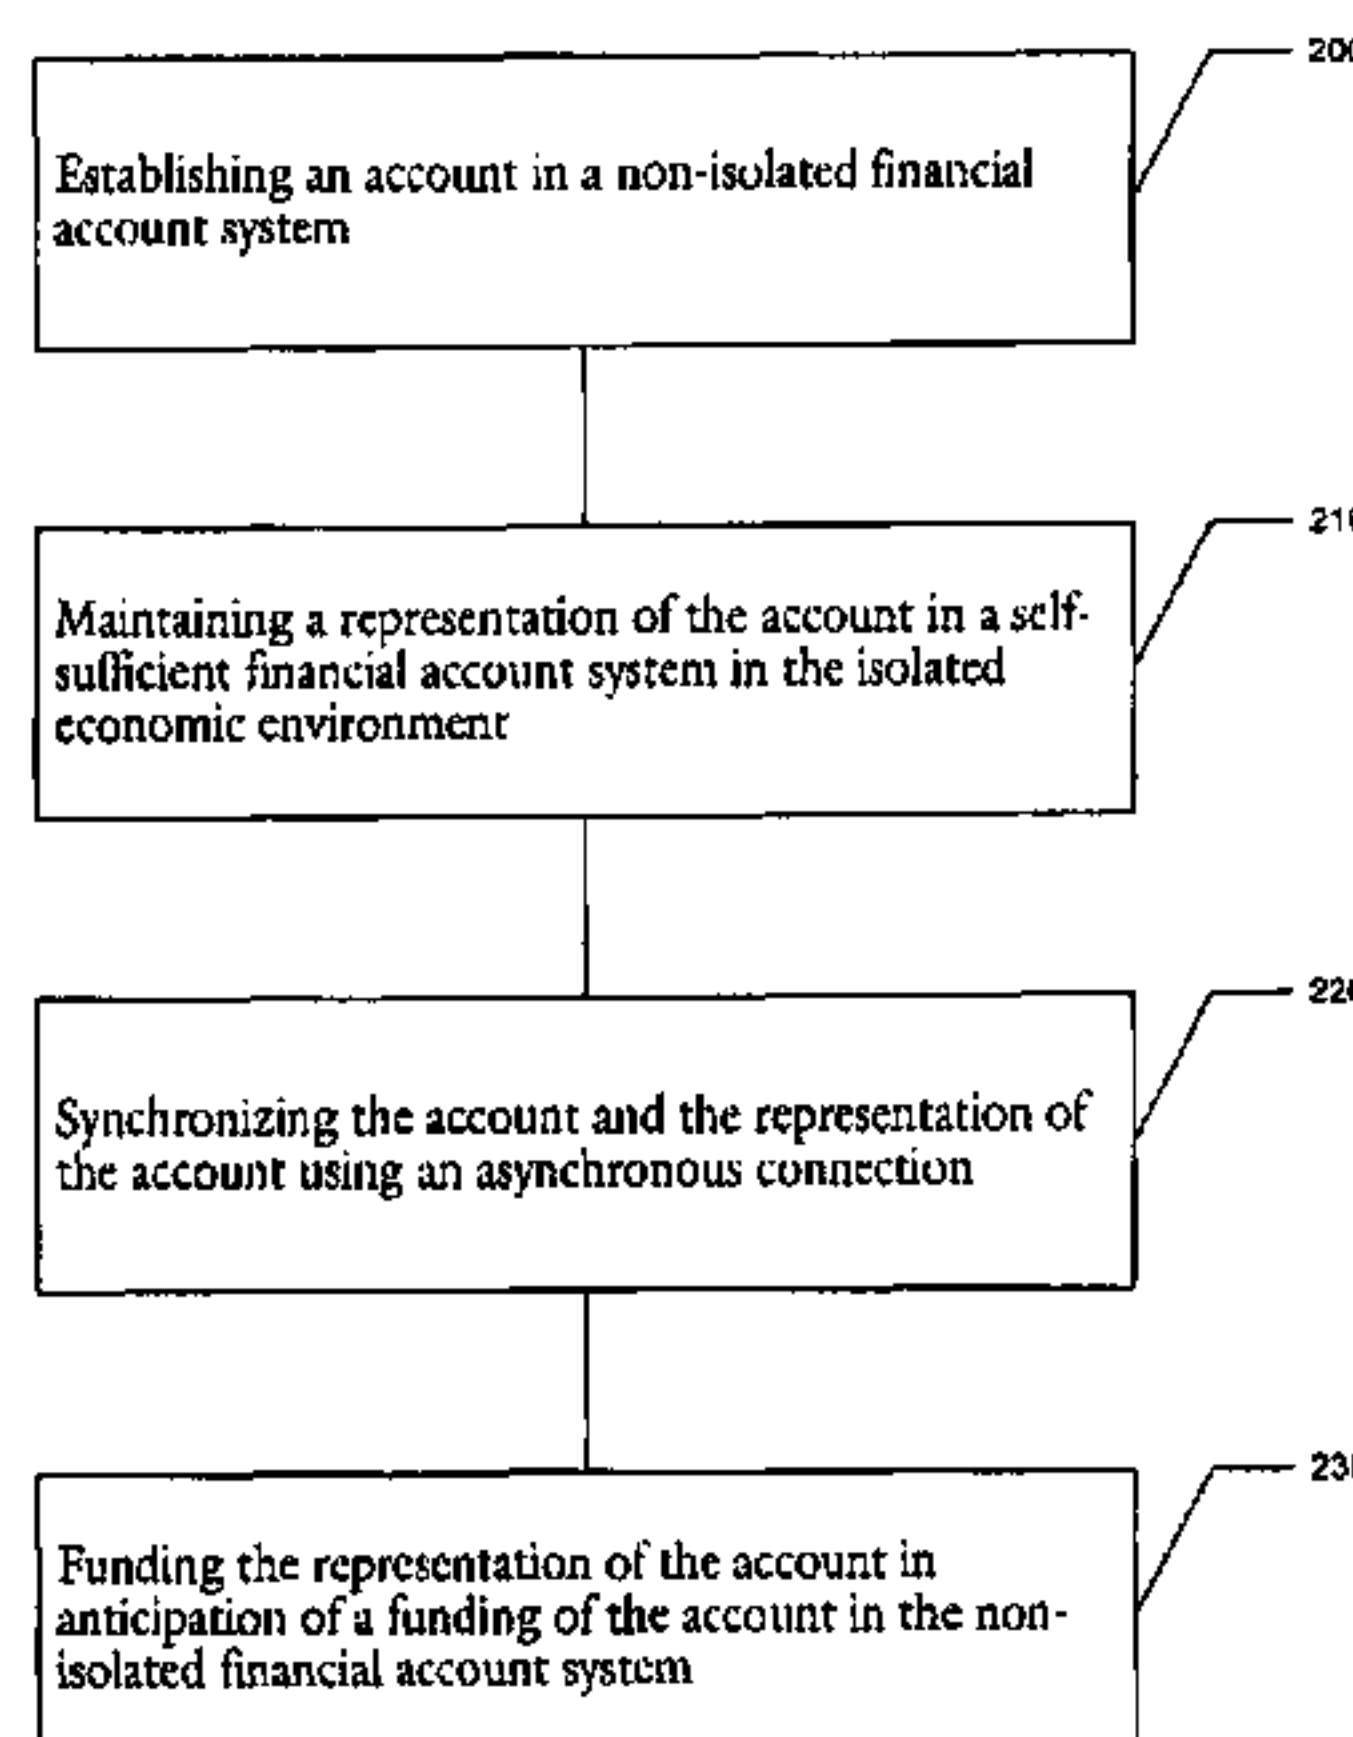 200
Establishing an account in a non-isolated financial
account system
210
Maintaining a representation of the account in a self-
sufficient financial account system in the isolated
economic environment
220
Synchronizing the account and the representation of
the account using an asynchronous connection
Funding the representation of the account in
anticipation of a funding of the account in the non-
isolated financial account system